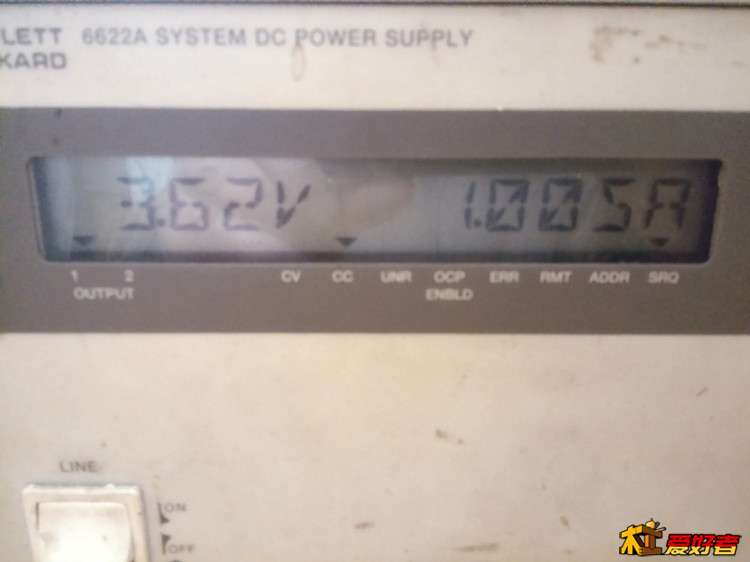 LETT 6622A SYSTEM DC POWER SUPPLY
KARD
3.62V 1.005A
1 2 CV CC UNR OCP ERR RMT ADDR SRQ
OUTPUT ENBLD
LINE
ON
OFF
爱好者